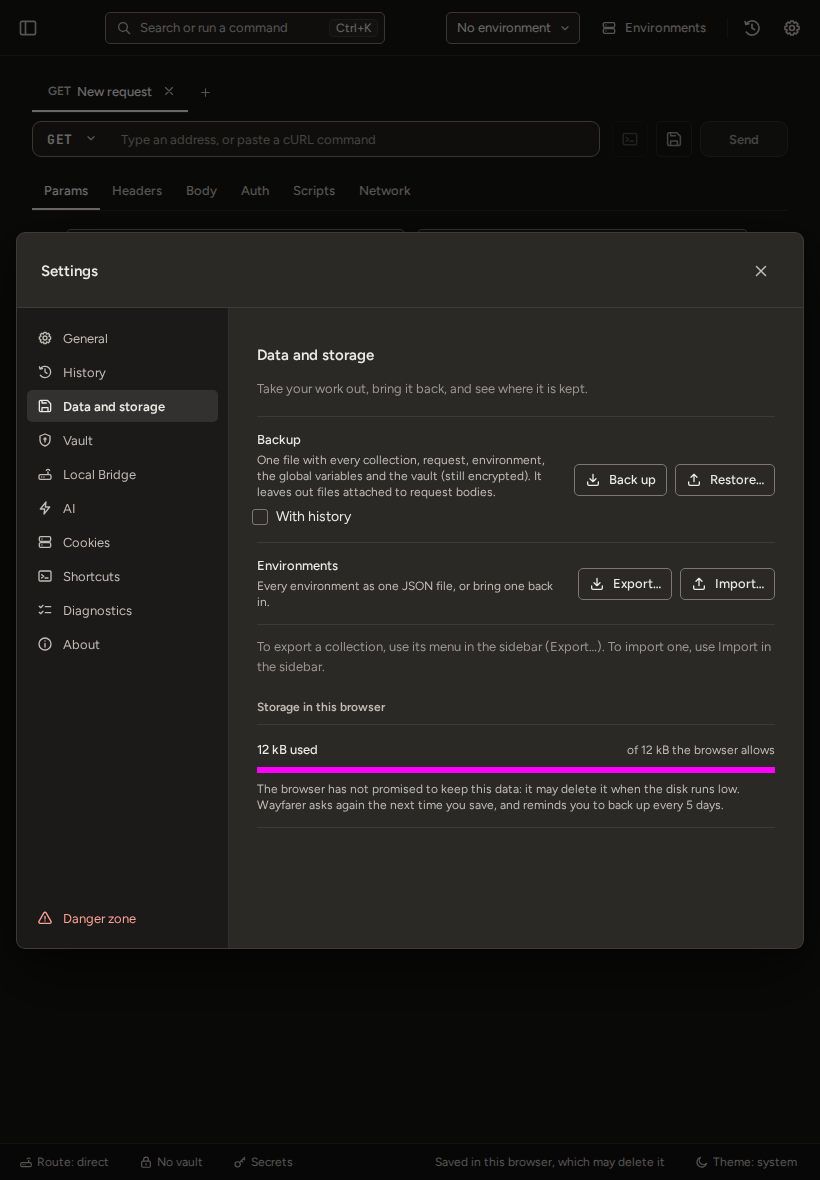 Search or run a command Ctrl+K No environment Environments
GET New request
GET Type an address, or paste a cURL command Send
Params Headers Body Auth Scripts Network
Settings
General
History
Data and storage
Vault
Local Bridge
AI
Cookies
Shortcuts
Diagnostics
About
Danger zone
Data and storage
Take your work out, bring it back, and see where it is kept.
Backup
One file with every collection, request, environment,
the global variables and the vault (still encrypted). It
leaves out files attached to request bodies.
Back up Restore...
With history
Environments
Every environment as one JSON file, or bring one back
in.
Export... Import...
To export a collection, use its menu in the sidebar (Export...). To import one, use Import in
the sidebar.
Storage in this browser
12 kB used of 12 kB the browser allows
The browser has not promised to keep this data: it may delete it when the disk runs low.
Wayfarer asks again the next time you save, and reminds you to back up every 5 days.
Route: direct No vault Secrets Saved in this browser, which may delete it Theme: system